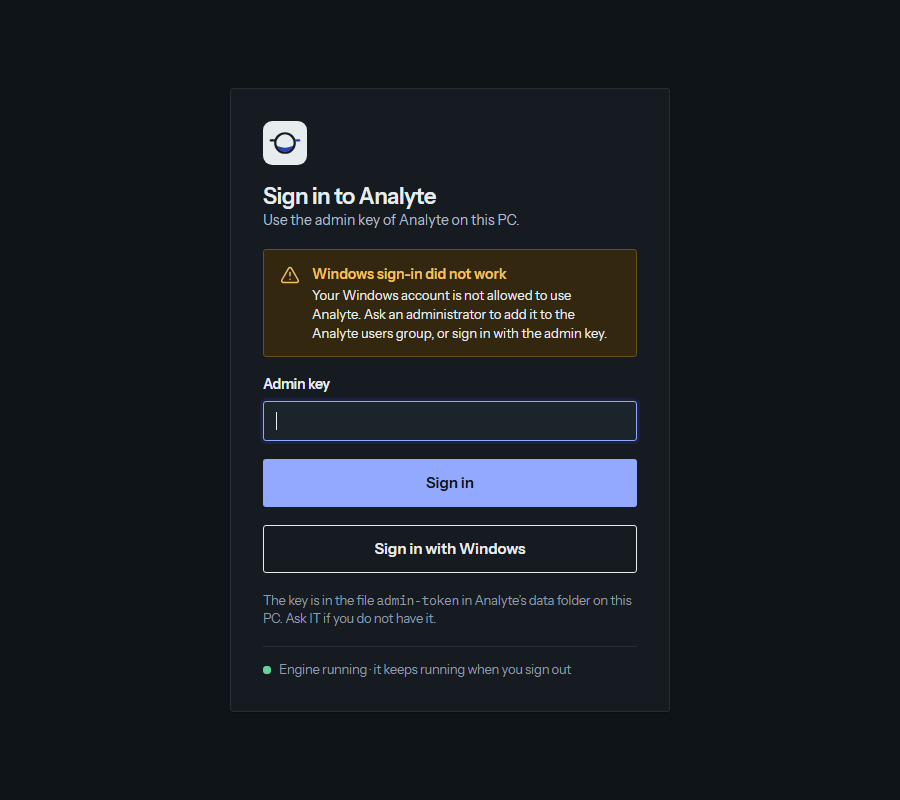 Sign in to Analyte
Use the admin key of Analyte on this PC.
Windows sign-in did not work
Your Windows account is not allowed to use
Analyte. Ask an administrator to add it to the
Analyte users group, or sign in with the admin key.
Admin key
Sign in
Sign in with Windows
The key is in the file admin-token in Analyte's data folder on this
PC. Ask IT if you do not have it.
Engine running · it keeps running when you sign out